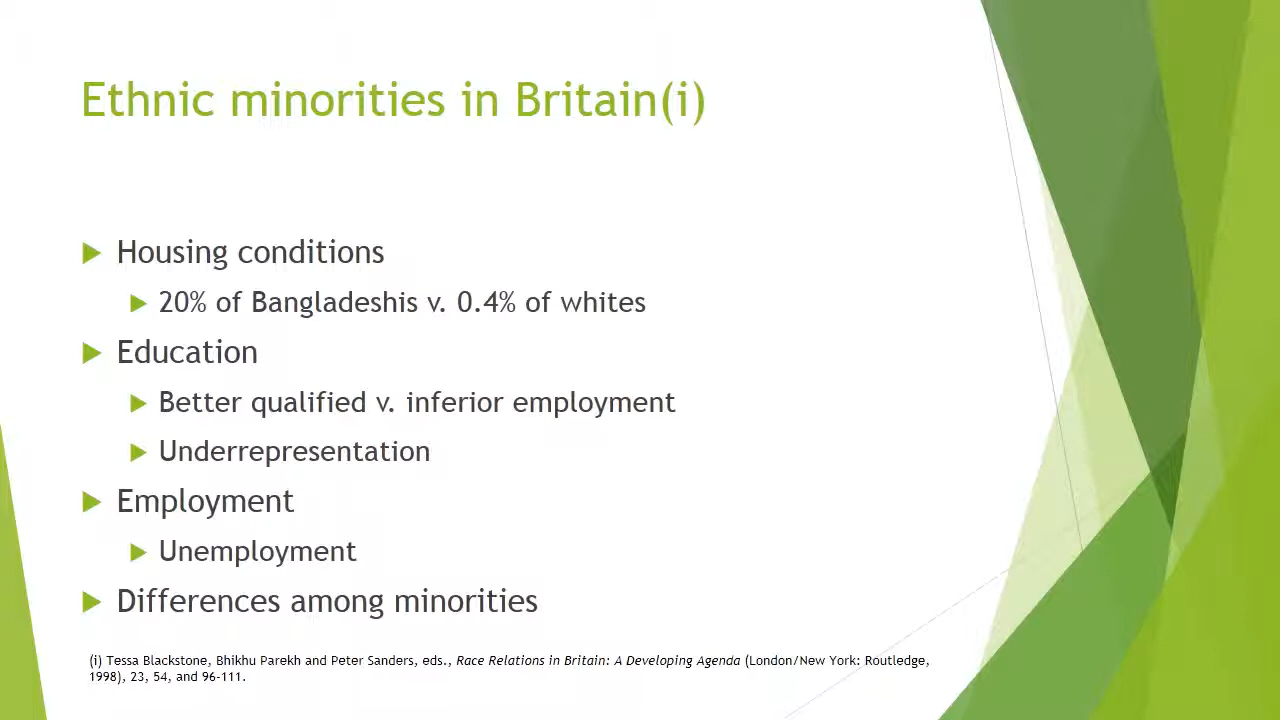 Ethnic minorities in Britain(i)
Housing conditions
20% of Bangladeshis v. 0.4% of whites
Education
Better qualified v. inferior employment
Underrepresentation
Employment
Unemployment
Differences among minorities
(i) Tessa Blackstone, Bhikhu Parekh and Peter Sanders, eds., Race Relations in Britain: A Developing Agenda (London/New York: Routledge,
1998), 23, 54, and 96-111.